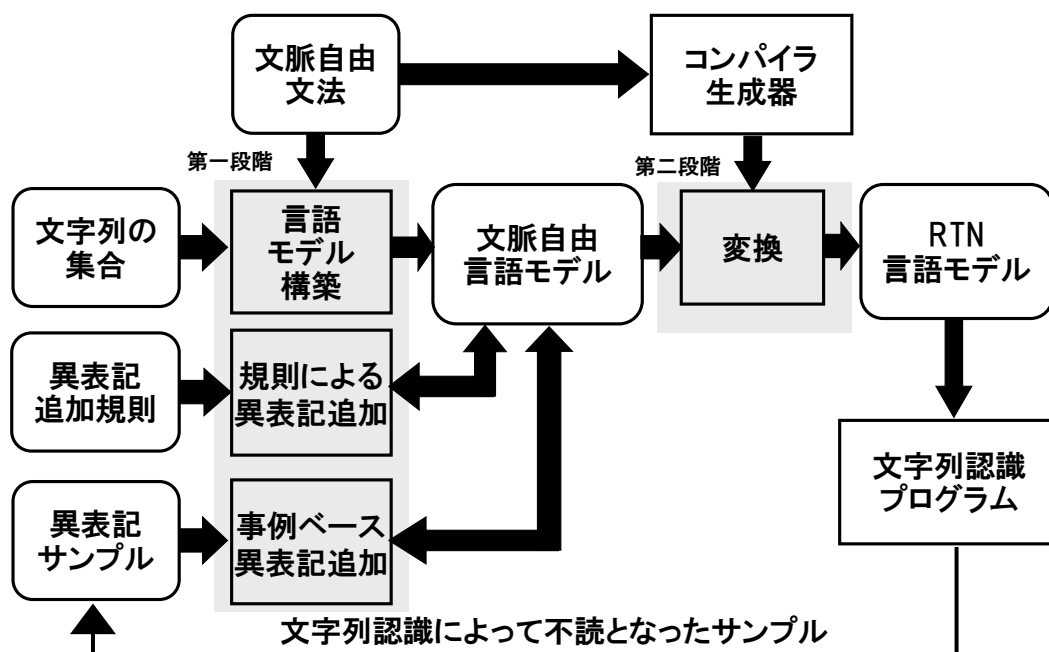 文脈自由
文法
コンパイラ
生成器
第一段階
第二段階
文字列の
集合
言語
モデル
構築
文脈自由
言語モデル
変換
RTN
言語モデル
異表記
追加規則
規則による
異表記追加
文字列認識
プログラム
異表記
サンプル
事例ベース
異表記追加
文字列認識によって不読となったサンプル